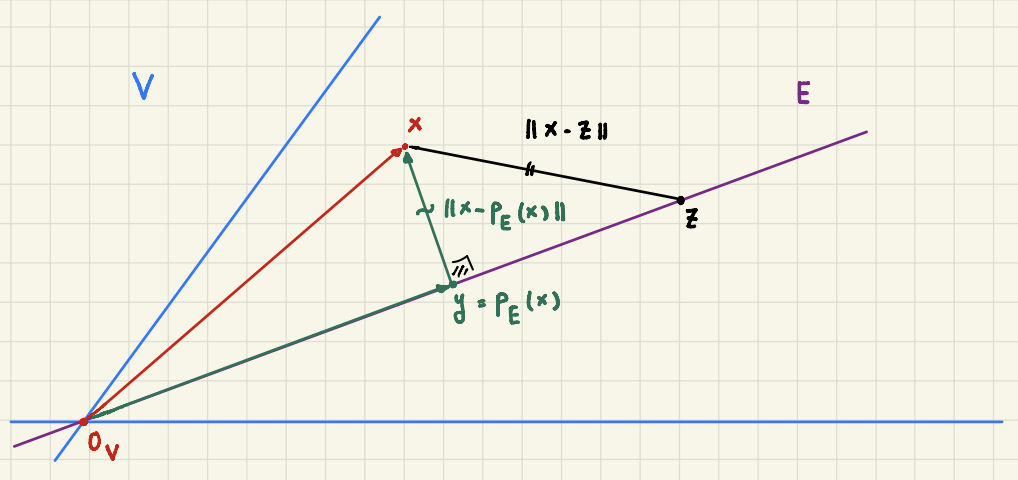 V
E
x
‖x - z‖
‖x - P_E(x)‖
z
y = P_E(x)
0_V